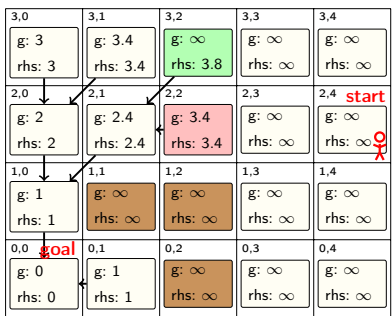 3,0 3,1 3,2 3,3 3,4
g: 3 g: 3.4 g: ∞ g: ∞ g: ∞
rhs: 3 rhs: 3.4 rhs: 3.8 rhs: ∞ rhs: ∞
2,0 2,1 2,2 2,3 2,4 start
g: 2 g: 2.4 g: 3.4 g: ∞ g: ∞
rhs: 2 rhs: 2.4 rhs: 3.4 rhs: ∞ rhs: ∞
1,0 1,1 1,2 1,3 1,4
g: 1 g: ∞ g: ∞ g: ∞ g: ∞
rhs: 1 rhs: ∞ rhs: ∞ rhs: ∞ rhs: ∞
0,0 goal 0,1 0,2 0,3 0,4
g: 0 g: 1 g: ∞ g: ∞ g: ∞
rhs: 0 rhs: 1 rhs: ∞ rhs: ∞ rhs: ∞